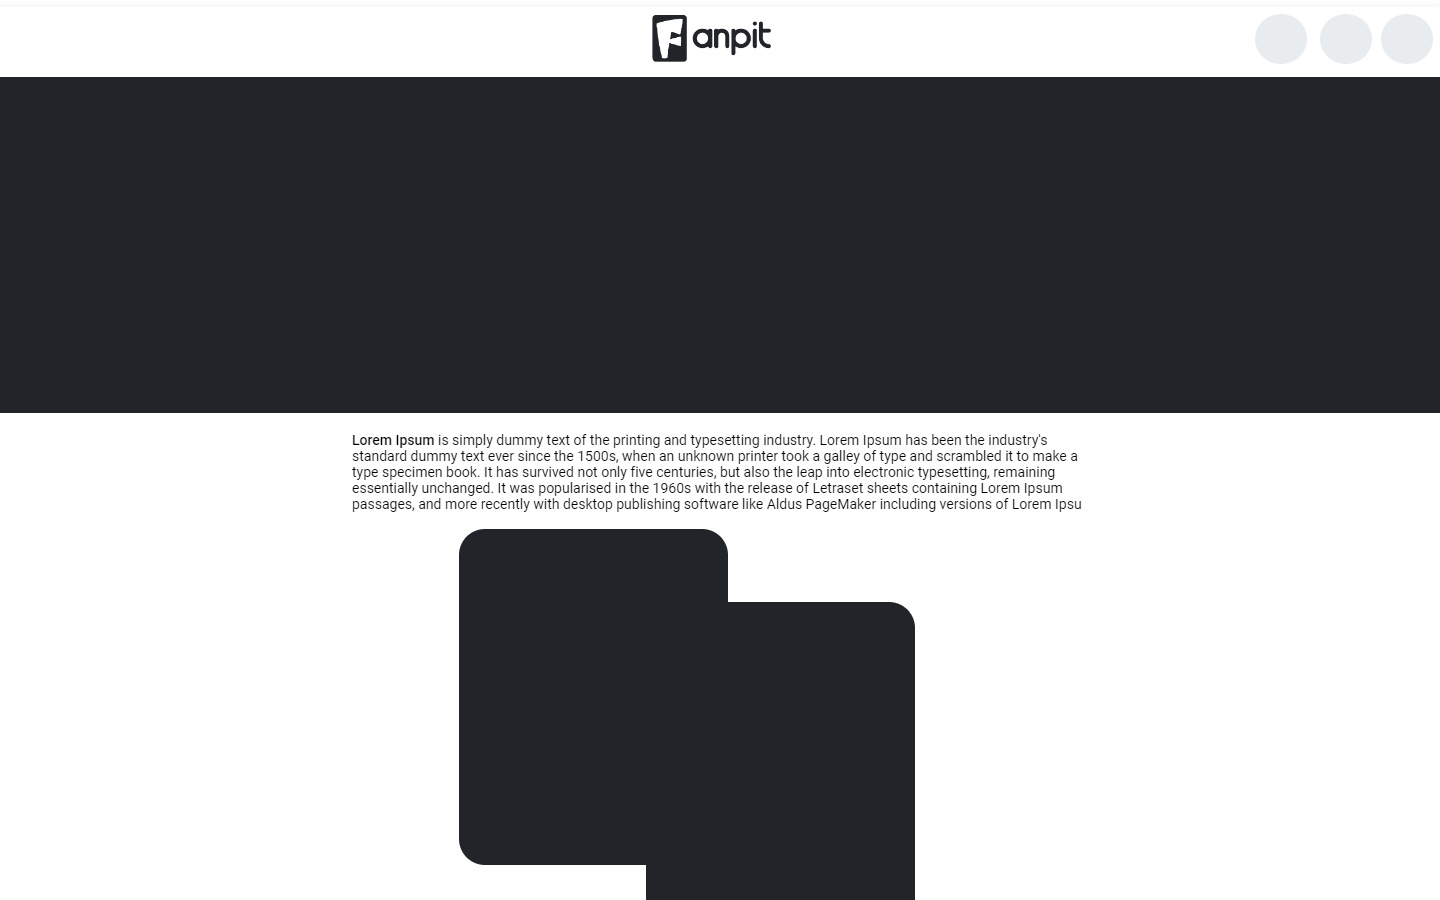 Fanpit
Lorem Ipsum is simply dummy text of the printing and typesetting industry. Lorem Ipsum has been the industry's
standard dummy text ever since the 1500s, when an unknown printer took a galley of type and scrambled it to make a
type specimen book. It has survived not only five centuries, but also the leap into electronic typesetting, remaining
essentially unchanged. It was popularised in the 1960s with the release of Letraset sheets containing Lorem Ipsum
passages, and more recently with desktop publishing software like Aldus PageMaker including versions of Lorem Ipsu